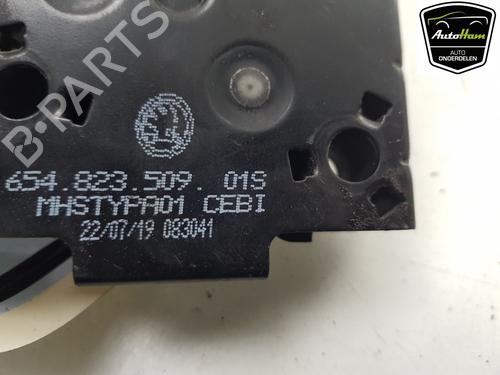 AutoHam
AUTO
ONDERDELEN
B-PARTS
654.823.509. 01S
MHSTYPA01 CEBI
22/07/19 083041